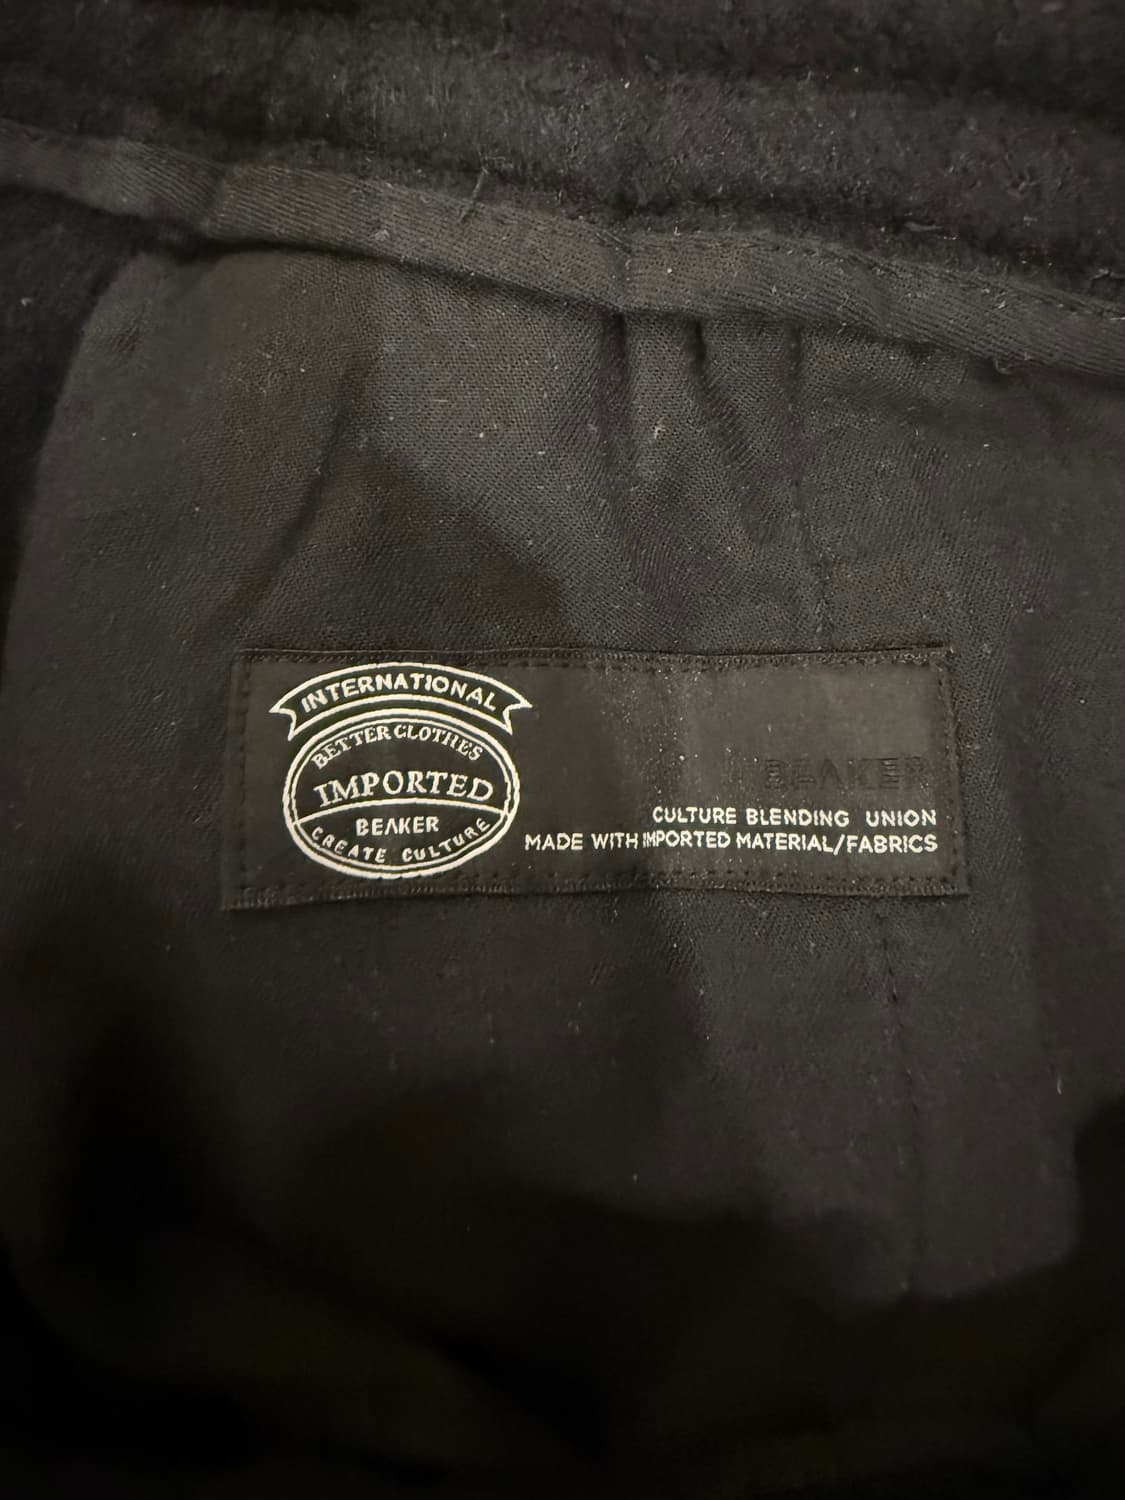 INTERNATIONAL
BETTER CLOTHES
IMPORTED
BEAKER
CREATE CULTURE
BEAKER
CULTURE BLENDING UNION
MADE WITH IMPORTED MATERIAL/FABRICS